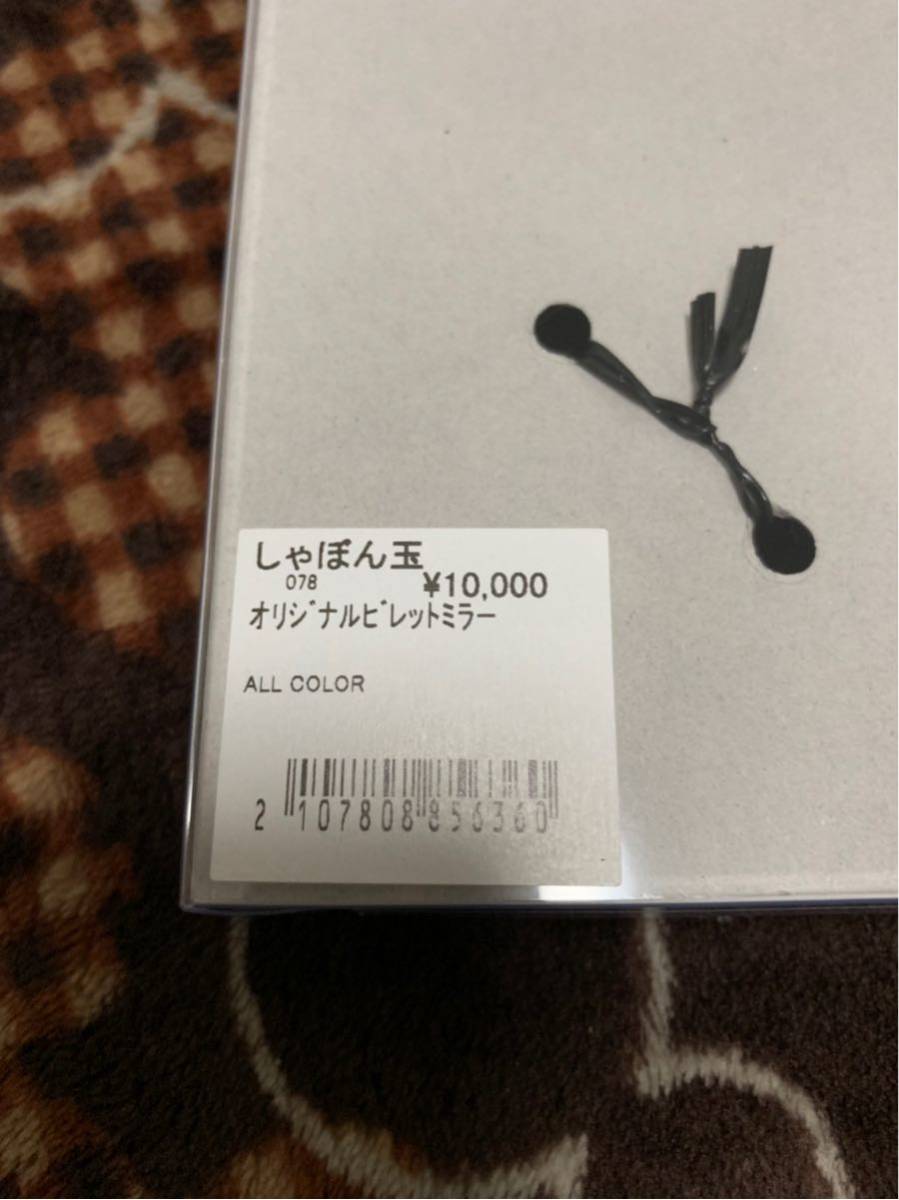 しゃぼん玉
078 ¥10,000
オリジナルビレットミラー
ALL COLOR
2 107808 856360